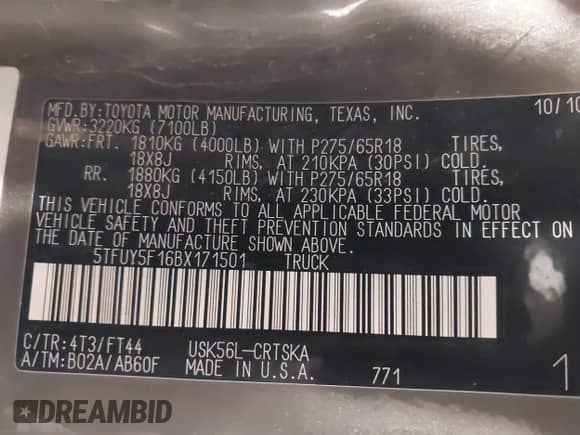 MFD.BY:TOYOTA MOTOR MANUFACTURING, TEXAS, INC. 10/10
GVWR:3220KG (7100LB)
GAWR:FRT. 1810KG (4000LB) WITH P275/65R18 TIRES,
18X8J RIMS, AT 210KPA (30PSI) COLD.
RR. 1880KG (4150LB) WITH P275/65R18 TIRES,
18X8J RIMS, AT 230KPA (33PSI) COLD.
THIS VEHICLE CONFORMS TO ALL APPLICABLE FEDERAL MOTOR
VEHICLE SAFETY AND THEFT PREVENTION STANDARDS IN EFFECT ON
THE DATE OF MANUFACTURE SHOWN ABOVE.
5TFUY5F16BX171501 TRUCK
C/TR:4T3/FT44 USK56L-CRTSKA
A/TM:B02A/AB60F MADE IN U.S.A. 771 1
DREAMBID